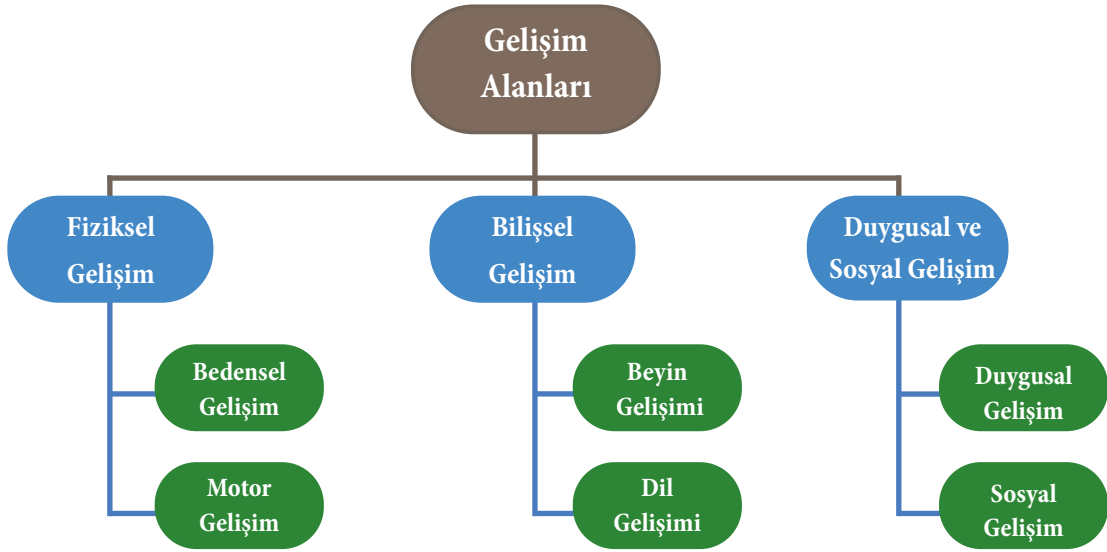 Gelişim
Alanları
Fiziksel
Gelişim
Bilişsel
Gelişim
Duygusal ve
Sosyal Gelişim
Bedensel
Gelişim
Motor
Gelişim
Beyin
Gelişimi
Dil
Gelişimi
Duygusal
Gelişim
Sosyal
Gelişim